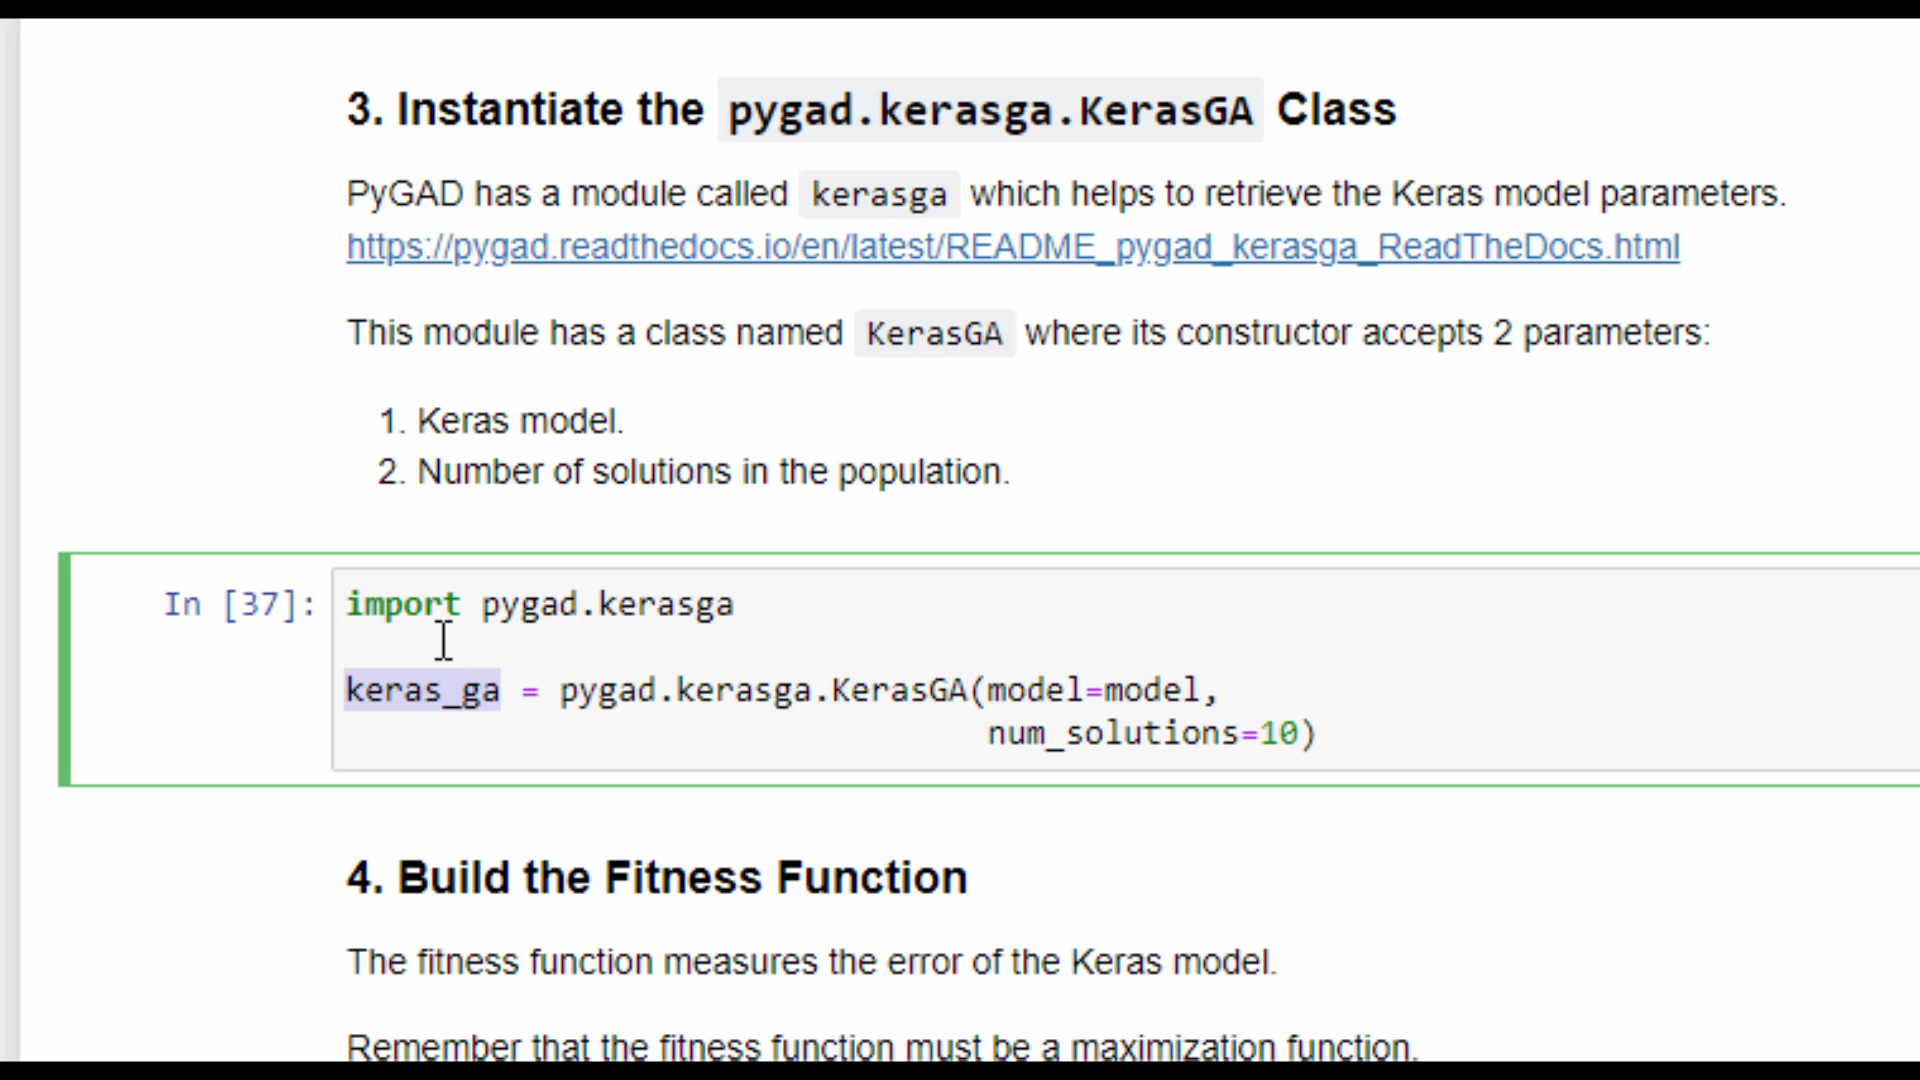 3. Instantiate the pygad.kerasga.KerasGA Class
PyGAD has a module called kerasga which helps to retrieve the Keras model parameters.
https://pygad.readthedocs.io/en/latest/README_pygad_kerasga_ReadTheDocs.html
This module has a class named KerasGA where its constructor accepts 2 parameters:
1. Keras model.
2. Number of solutions in the population.
In [37]: import pygad.kerasga
keras_ga = pygad.kerasga.KerasGA(model=model,
num_solutions=10)
4. Build the Fitness Function
The fitness function measures the error of the Keras model.
Remember that the fitness function must be a maximization function.